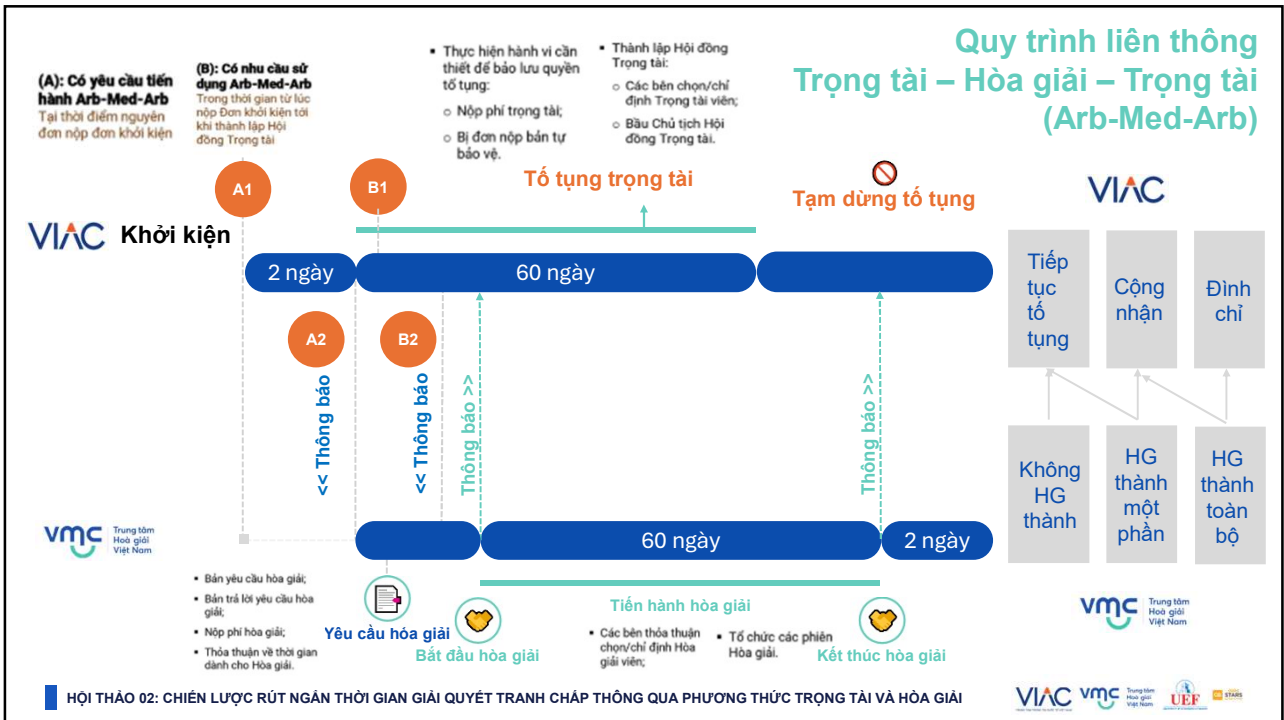 Quy trình liên thông
Trọng tài – Hòa giải – Trọng tài
(Arb-Med-Arb)
(A): Có yêu cầu tiến
hành Arb-Med-Arb
Tại thời điểm nguyên
đơn nộp đơn khởi kiện
(B): Có nhu cầu sử
dụng Arb-Med-Arb
Trong thời gian từ lúc
nộp Đơn khởi kiện tới
khi thành lập Hội
đồng Trọng tài
▪ Thực hiện hành vi cần
thiết để bảo lưu quyền
tố tụng:
○ Nộp phí trọng tài;
○ Bị đơn nộp bản tự
bảo vệ.
▪ Thành lập Hội đồng
Trọng tài:
○ Các bên chọn/chỉ
định Trọng tài viên;
○ Bầu Chủ tịch Hội
đồng Trọng tài.
A1
B1
Tố tụng trọng tài
Tạm dừng tố tụng
VIAC
VIAC Khởi kiện
2 ngày
60 ngày
A2
B2
<< Thông báo
<< Thông báo
Thông báo >>
Thông báo >>
Tiếp
tục
tố
tụng
Cộng
nhận
Đình
chỉ
Không
HG
thành
HG
thành
một
phần
HG
thành
toàn
bộ
vmc Trung tâm
Hoà giải
Việt Nam
60 ngày
2 ngày
▪ Bản yêu cầu hòa giải;
▪ Bản trả lời yêu cầu hòa
giải;
▪ Nộp phí hòa giải;
▪ Thỏa thuận về thời gian
dành cho Hòa giải.
Yêu cầu hóa giải
Bắt đầu hòa giải
Tiến hành hòa giải
▪ Các bên thỏa thuận
chọn/chỉ định Hòa
giải viên;
▪ Tổ chức các phiên
Hòa giải.
Kết thúc hòa giải
vmc Trung tâm
Hoà giải
Việt Nam
HỘI THẢO 02: CHIẾN LƯỢC RÚT NGẮN THỜI GIAN GIẢI QUYẾT TRANH CHẤP THÔNG QUA PHƯƠNG THỨC TRỌNG TÀI VÀ HÒA GIẢI
VIAC
vmc Trung tâm
Hoà giải
Việt Nam
UEF
STARS